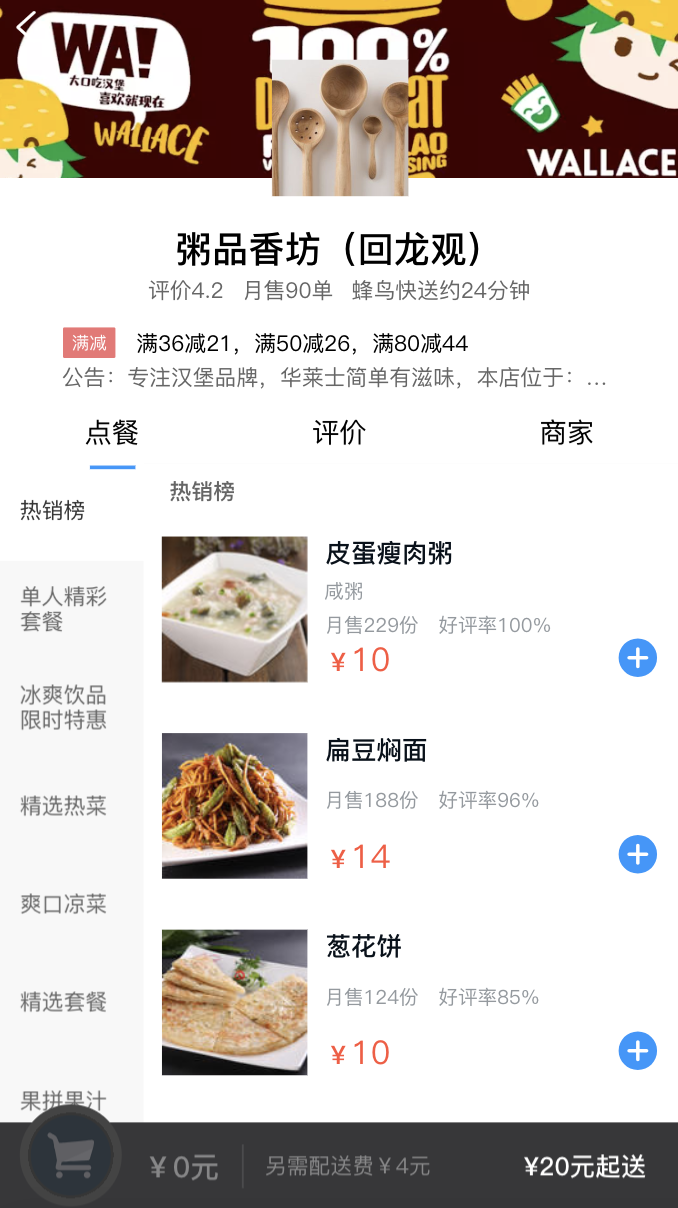 WA!
大口吃汉堡
喜欢就现在
WALLACE
100%
WALLACE
粥品香坊（回龙观）
评价4.2 月售90单 蜂鸟快送约24分钟
满减 满36减21，满50减26，满80减44
公告：专注汉堡品牌，华莱士简单有滋味，本店位于：...
点餐 评价 商家
热销榜
单人精彩
套餐
冰爽饮品
限时特惠
精选热菜
爽口凉菜
精选套餐
果拼果汁
热销榜
皮蛋瘦肉粥
咸粥
月售229份 好评率100%
¥10
扁豆焖面
月售188份 好评率96%
¥14
葱花饼
月售124份 好评率85%
¥10
¥0元 另需配送费¥4元 ¥20元起送